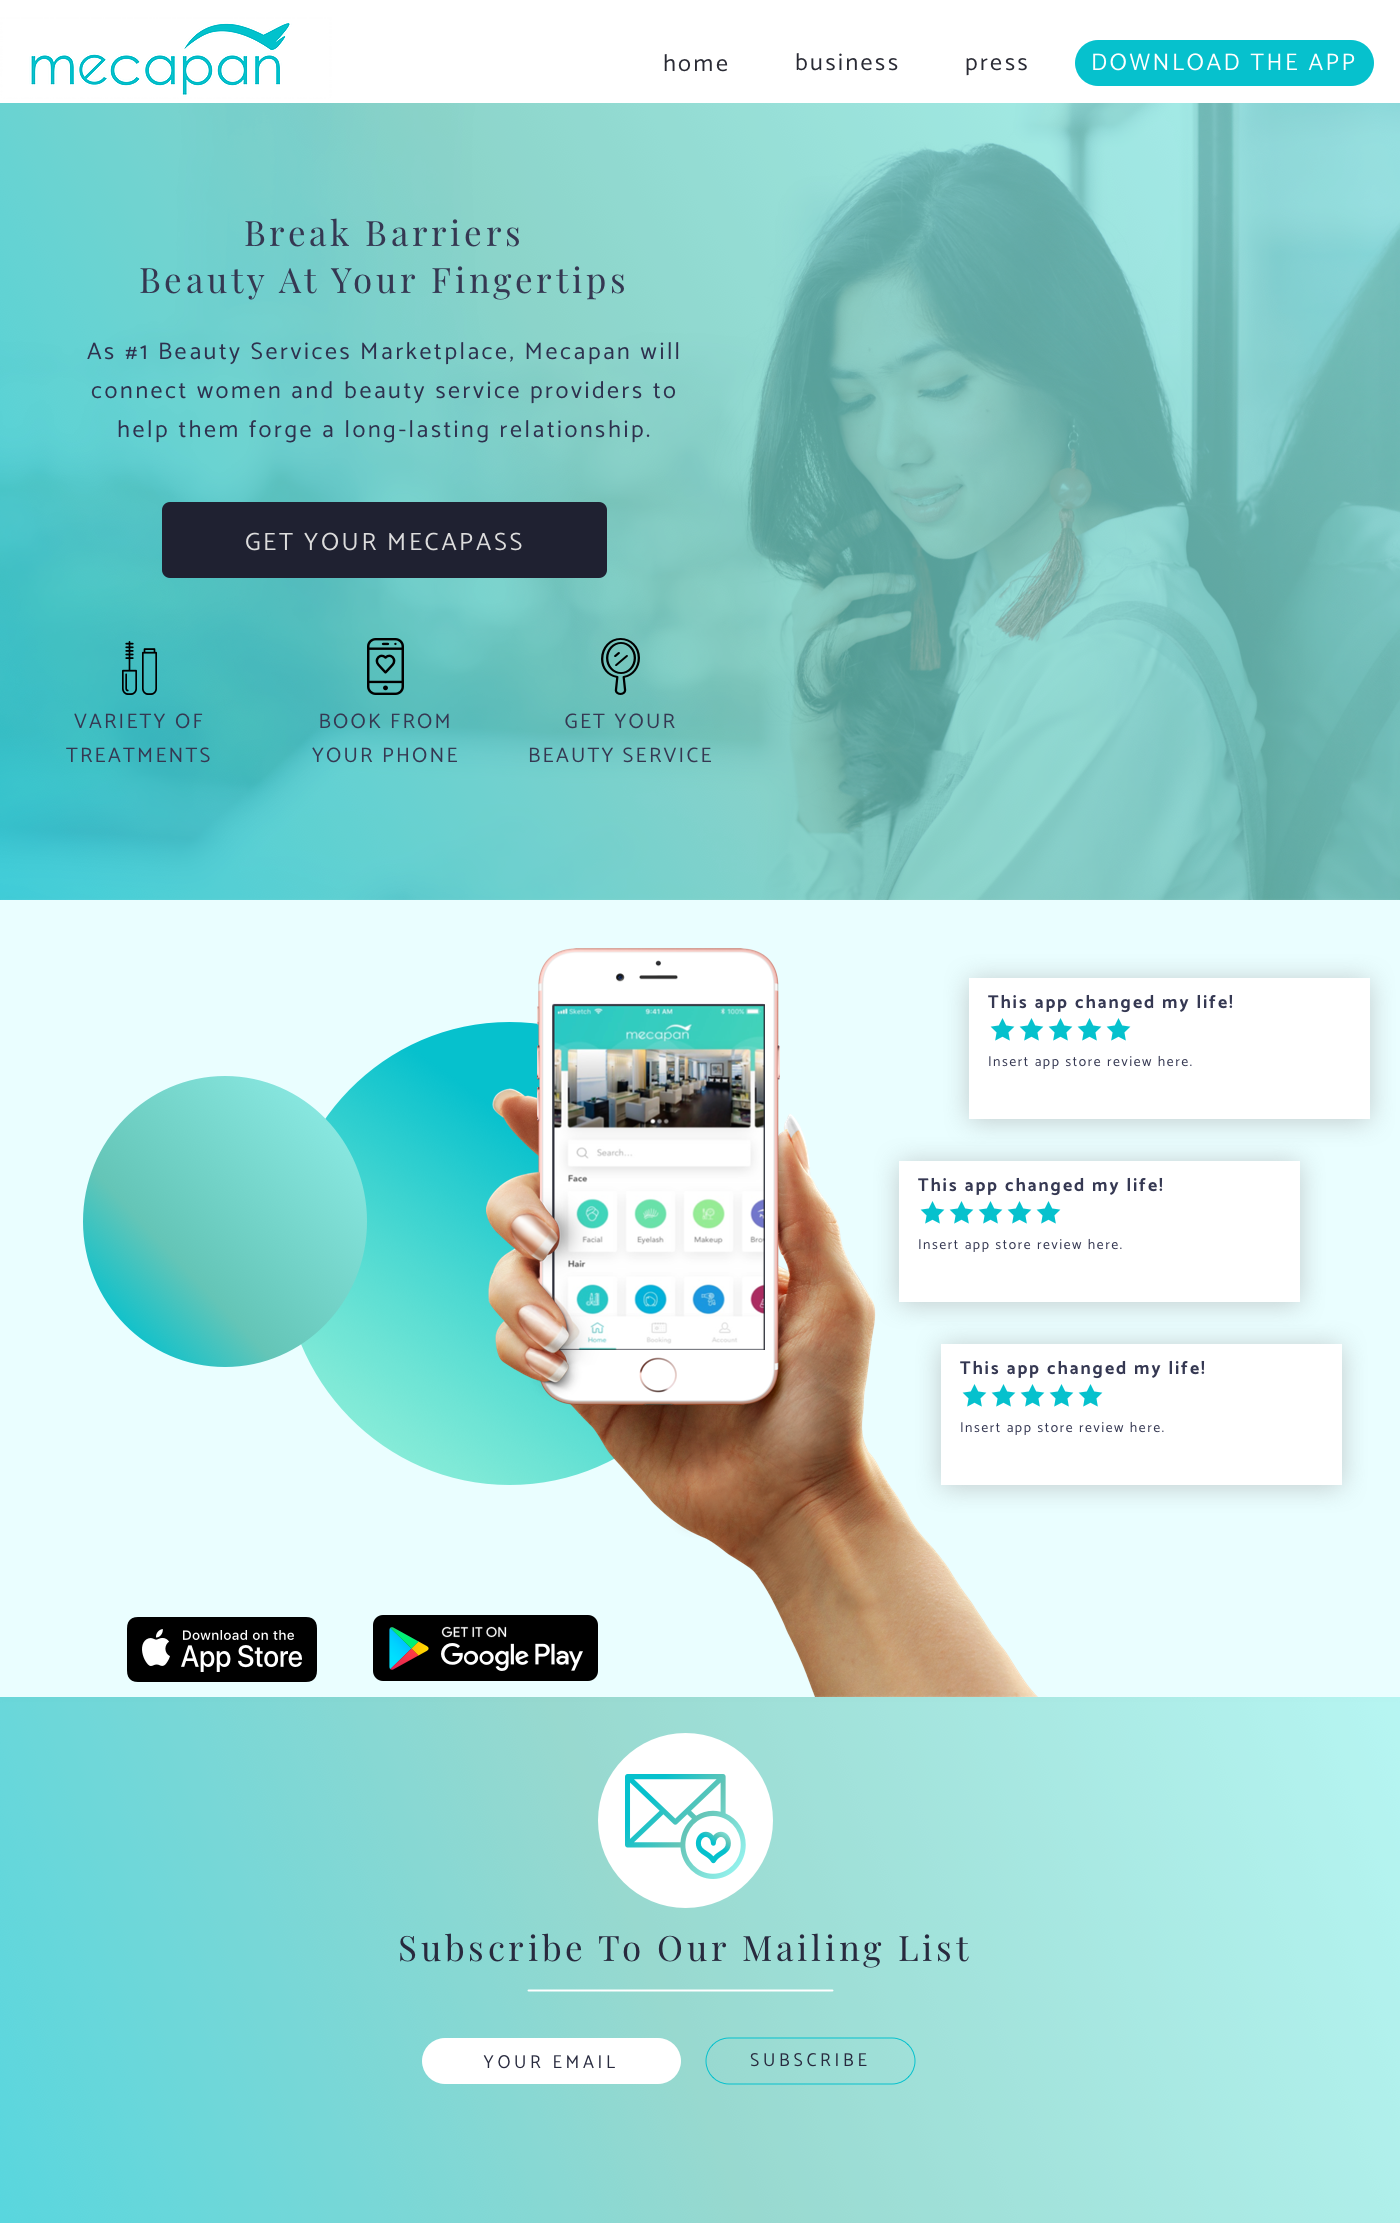 mecapan
home
business
press
DOWNLOAD THE APP
Break Barriers
Beauty At Your Fingertips
As #1 Beauty Services Marketplace, Mecapan will
connect women and beauty service providers to
help them forge a long-lasting relationship.
GET YOUR MECAPASS
VARIETY OF
TREATMENTS
BOOK FROM
YOUR PHONE
GET YOUR
BEAUTY SERVICE
Sketch
9:41 AM
100%
mecapan
Search...
Face
Facial
Eyelash
Makeup
Bro
Hair
Home
Booking
Account
This app changed my life!
Insert app store review here.
This app changed my life!
Insert app store review here.
This app changed my life!
Insert app store review here.
Download on the
App Store
GET IT ON
Google Play
Subscribe To Our Mailing List
YOUR EMAIL
SUBSCRIBE